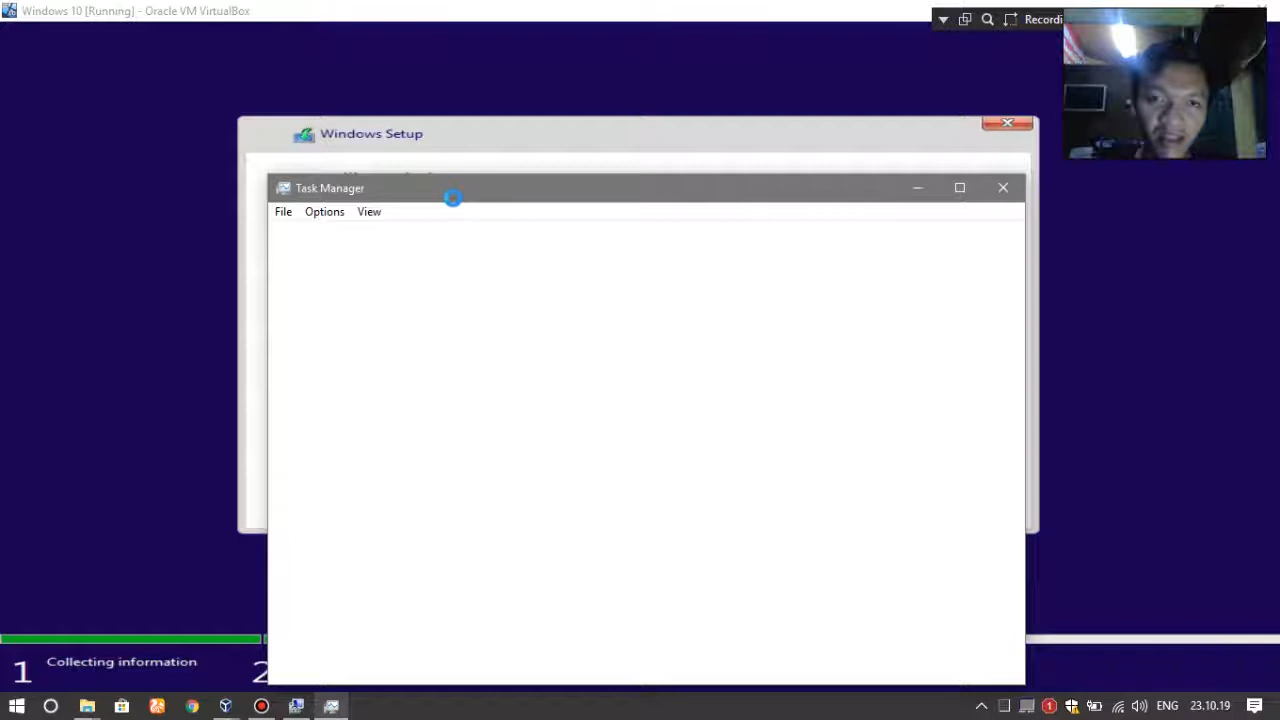 Windows 10 [Running] - Oracle VM VirtualBox
Recordi
Windows Setup
Task Manager
File Options View
1 Collecting information 2
1
ENG 23.10.19